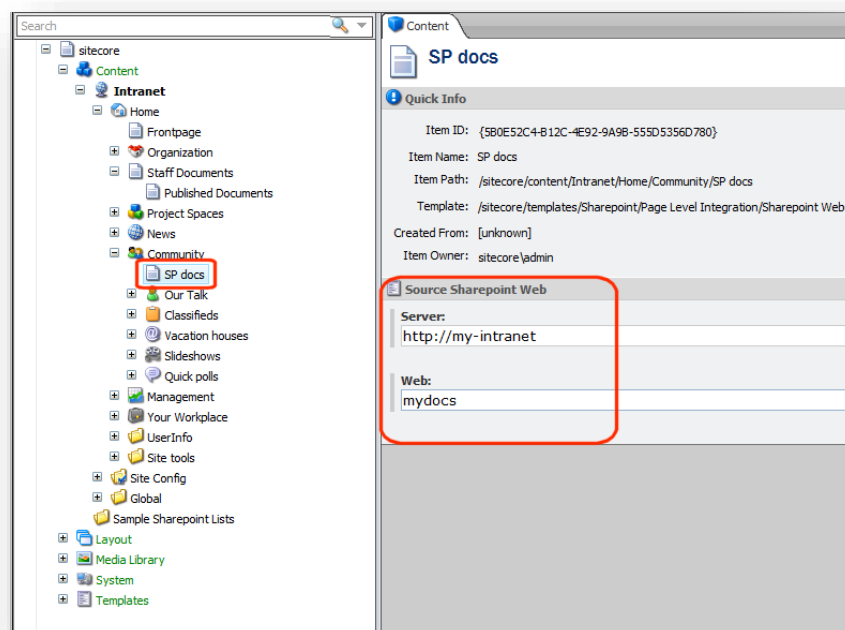 Search
sitecore
Content
Intranet
Home
Frontpage
Organization
Staff Documents
Published Documents
Project Spaces
News
Community
SP docs
Our Talk
Classifieds
Vacation houses
Slideshows
Quick polls
Management
Your Workplace
UserInfo
Site tools
Site Config
Global
Sample Sharepoint Lists
Layout
Media Library
System
Templates
Content
SP docs
Quick Info
Item ID: {5B0E52C4-B12C-4E92-9A9B-555D5356D780}
Item Name: SP docs
Item Path: /sitecore/content/Intranet/Home/Community/SP docs
Template: /sitecore/templates/Sharepoint/Page Level Integration/Sharepoint Web
Created From: [unknown]
Item Owner: sitecore\admin
Source Sharepoint Web
Server:
http://my-intranet
Web:
mydocs